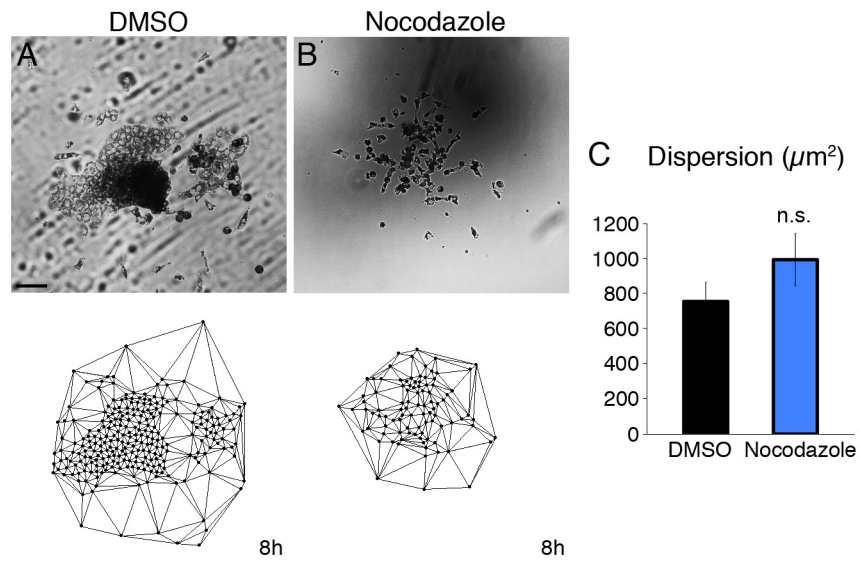 DMSO
Nocodazole
A
B
C
Dispersion (µm²)
n.s.
1200
1000
800
600
400
200
0
DMSO Nocodazole
8h
8h